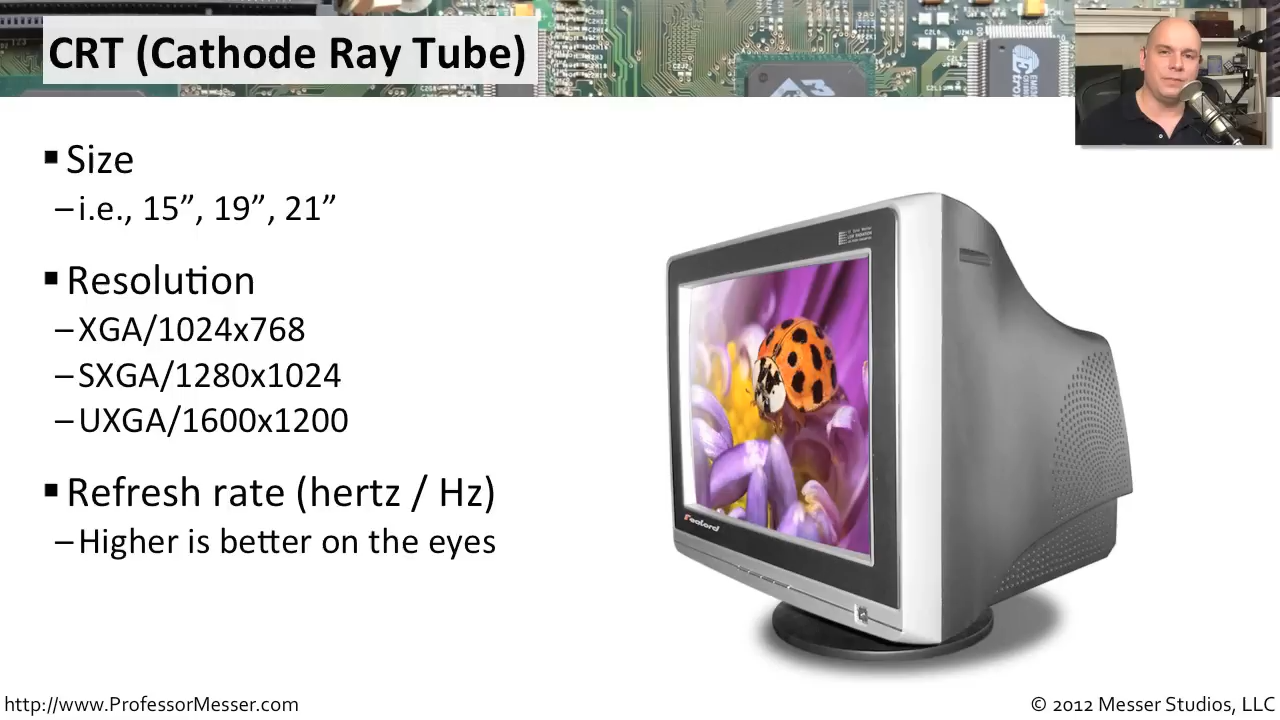 CRT (Cathode Ray Tube)
▪ Size
–i.e., 15”, 19”, 21”
▪ Resolution
–XGA/1024x768
–SXGA/1280x1024
–UXGA/1600x1200
▪ Refresh rate (hertz / Hz)
–Higher is better on the eyes
http://www.ProfessorMesser.com
© 2012 Messer Studios, LLC